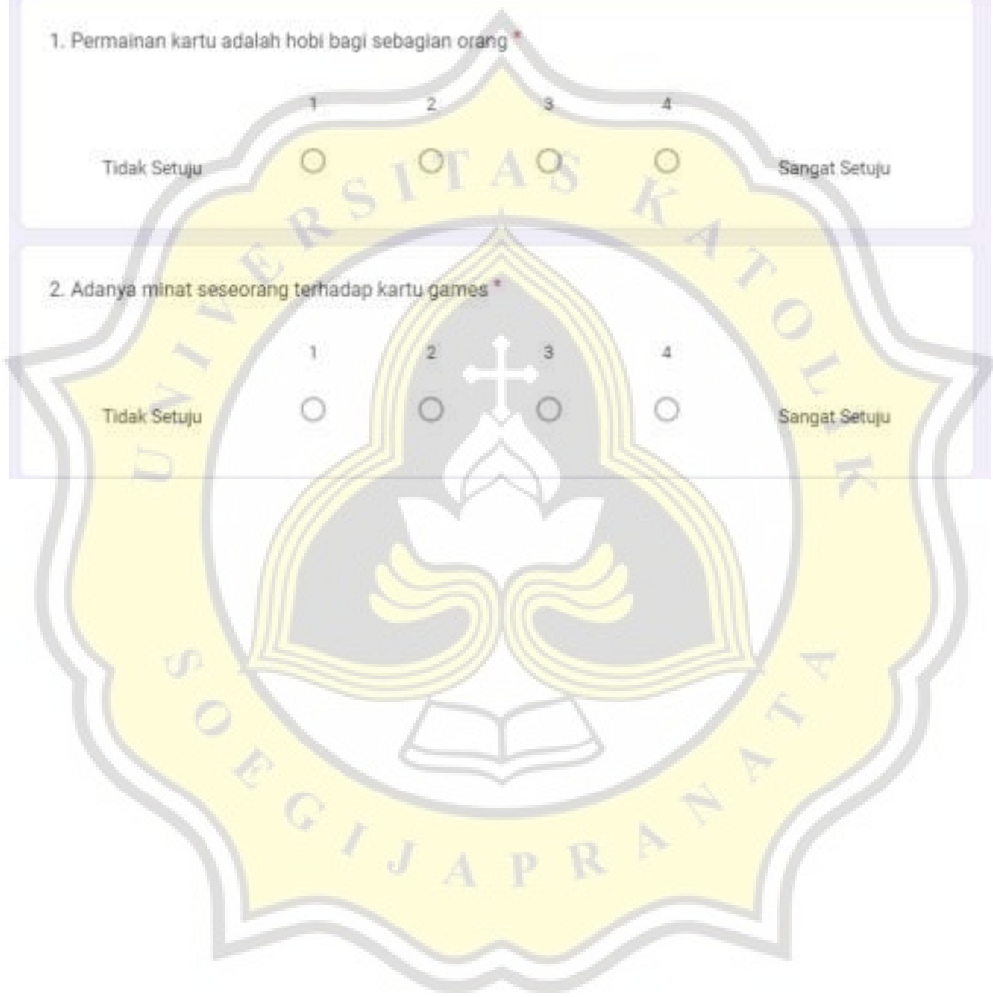 1. Permainan kartu adalah hobi bagi sebagian orang *
1 2 3 4
Tidak Setuju Sangat Setuju
2. Adanya minat seseorang terhadap kartu games *
1 2 3 4
Tidak Setuju Sangat Setuju
UNIVERSITAS KATOLIK
SOEGIJAPRANATA